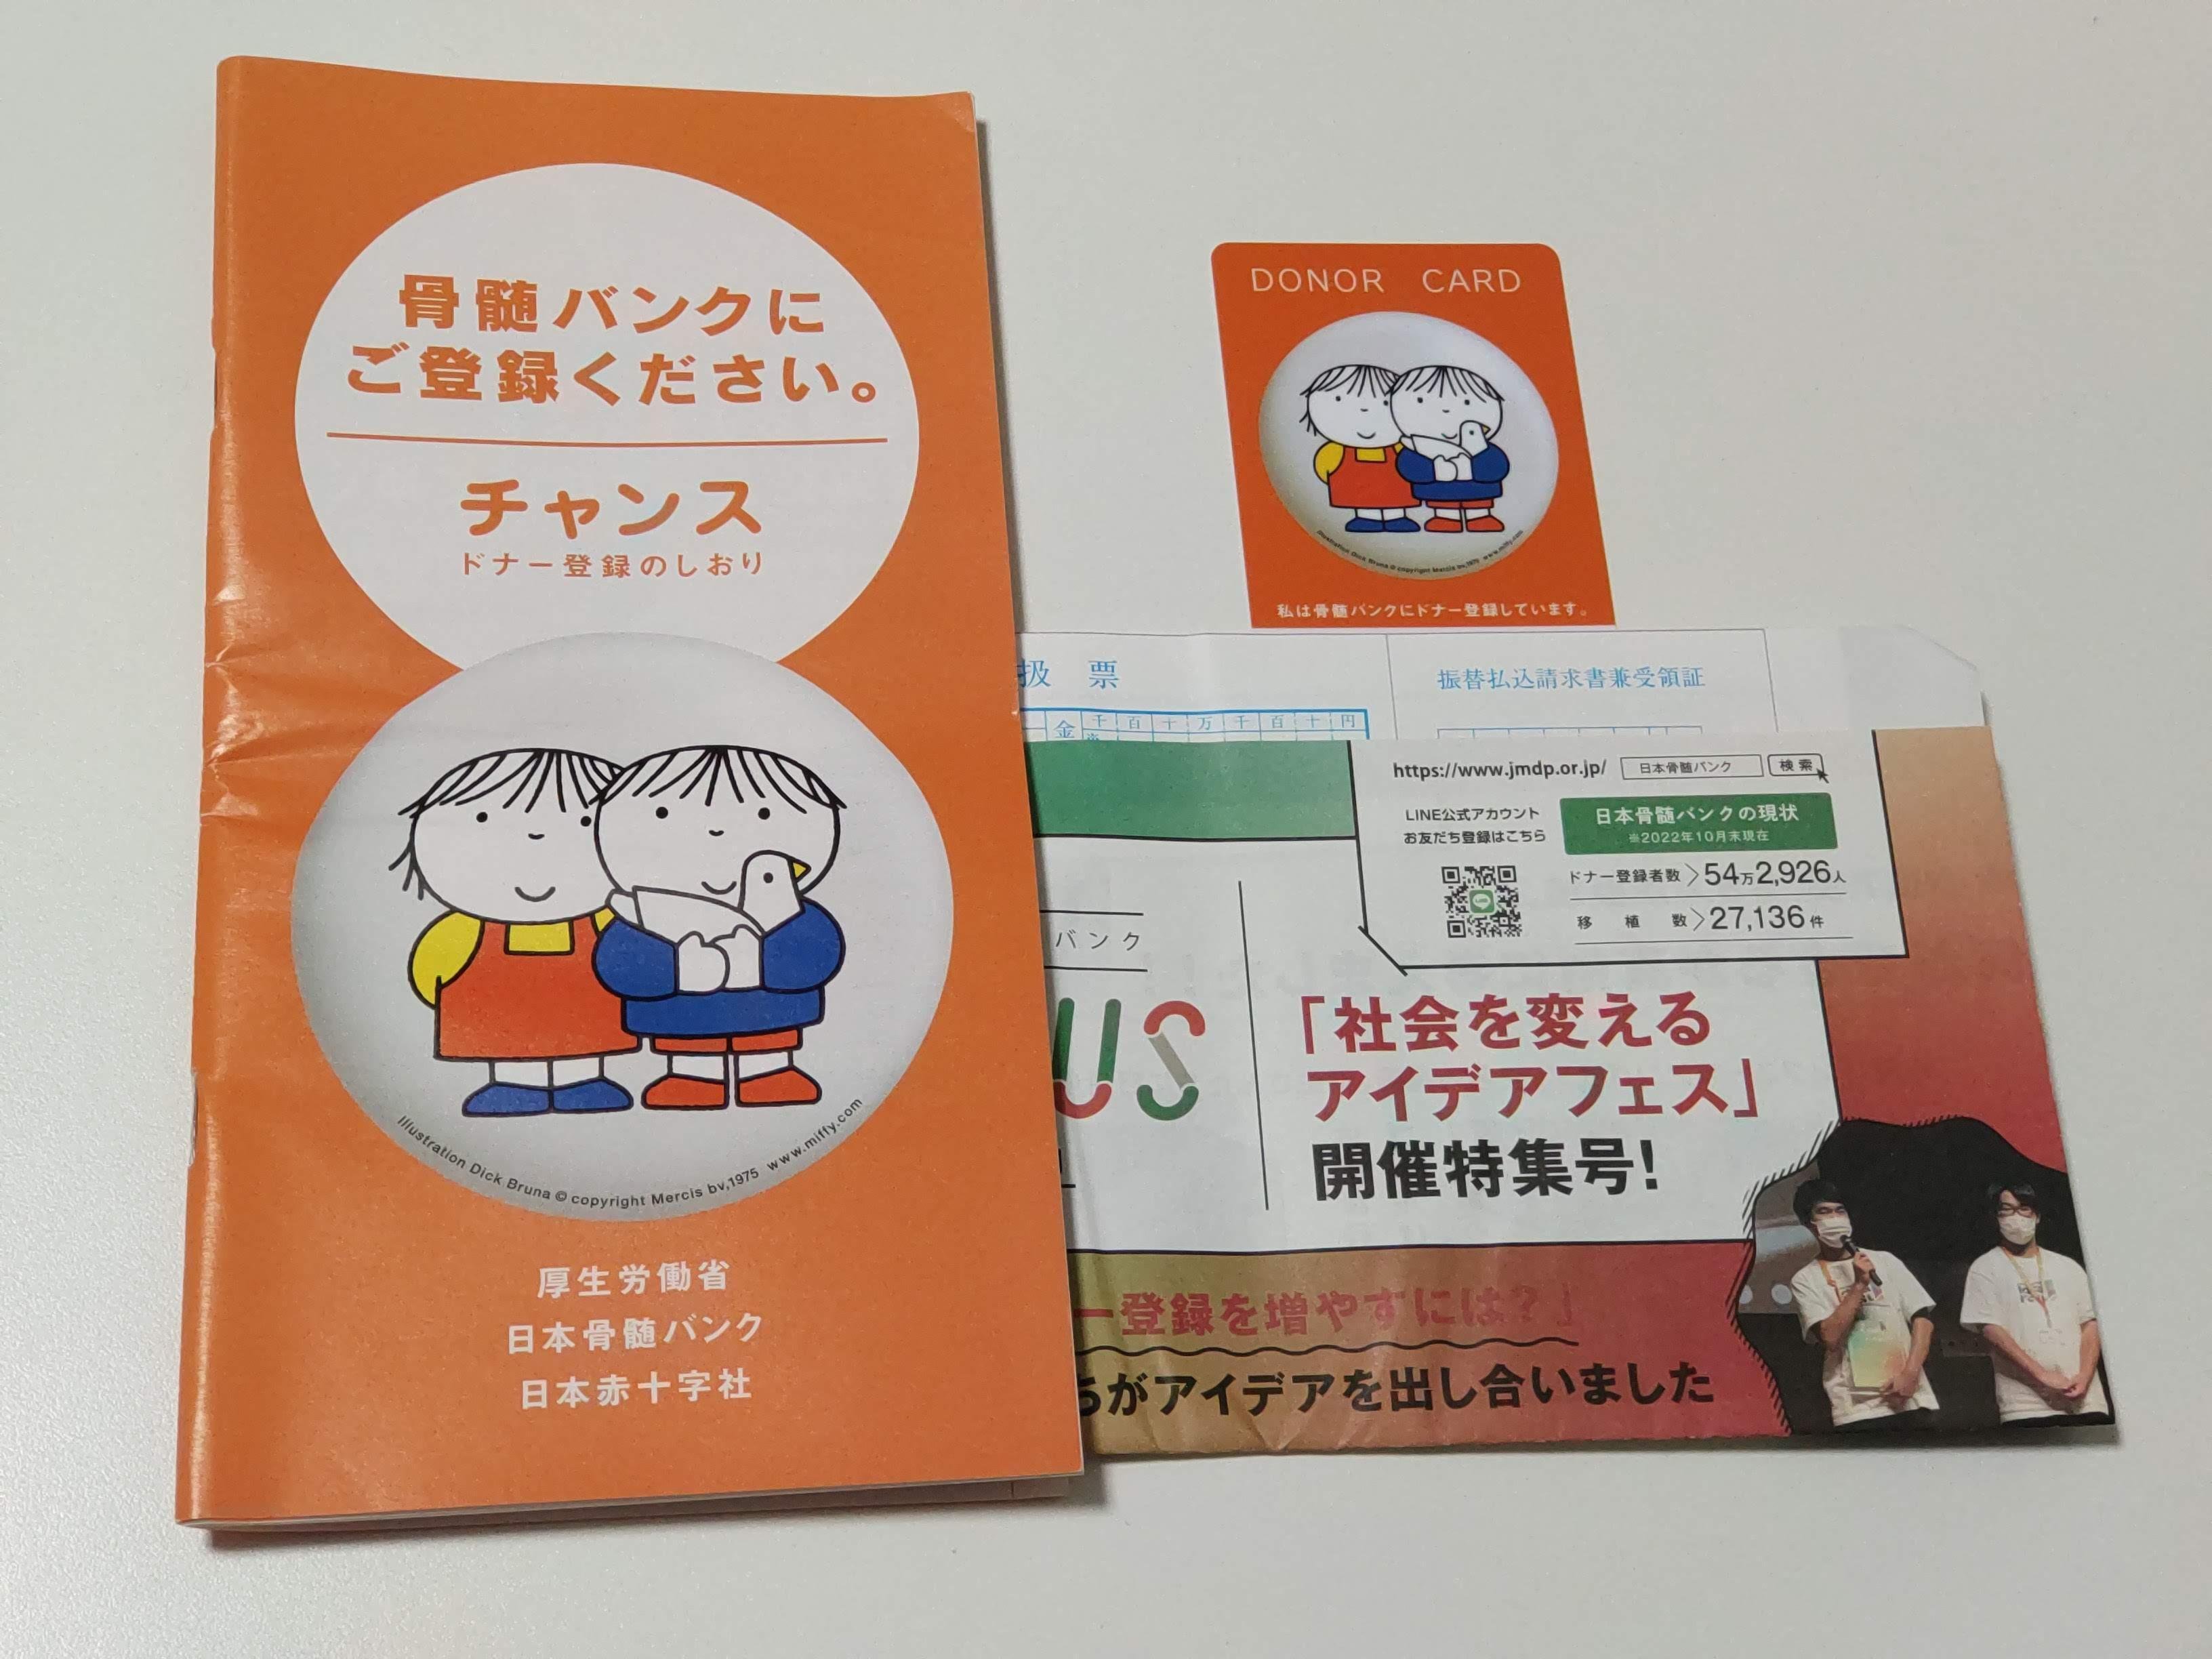 骨髄バンクに
ご登録ください。
チャンス
ドナー登録のしおり
Illustration Dick Bruna © copyright Mercis bv,1975 www.miffy.com
厚生労働省
日本骨髄バンク
日本赤十字社
DONOR CARD
Illustration Dick Bruna © copyright Mercis bv,1975 www.miffy.com
私は骨髄バンクにドナー登録しています。
扱票
振替払込請求書兼受領証
金 千百十万千百十円
※
https://www.jmdp.or.jp/ 日本骨髄バンク 検索
LINE公式アカウント
お友だち登録はこちら
日本骨髄バンクの現状
※2022年10月末現在
ドナー登録者数 54万2,926人
移植数 27,136件
バンク
US
「社会を変える
アイデアフェス」
開催特集号!
ー登録を増やすには?」
ちがアイデアを出し合いました